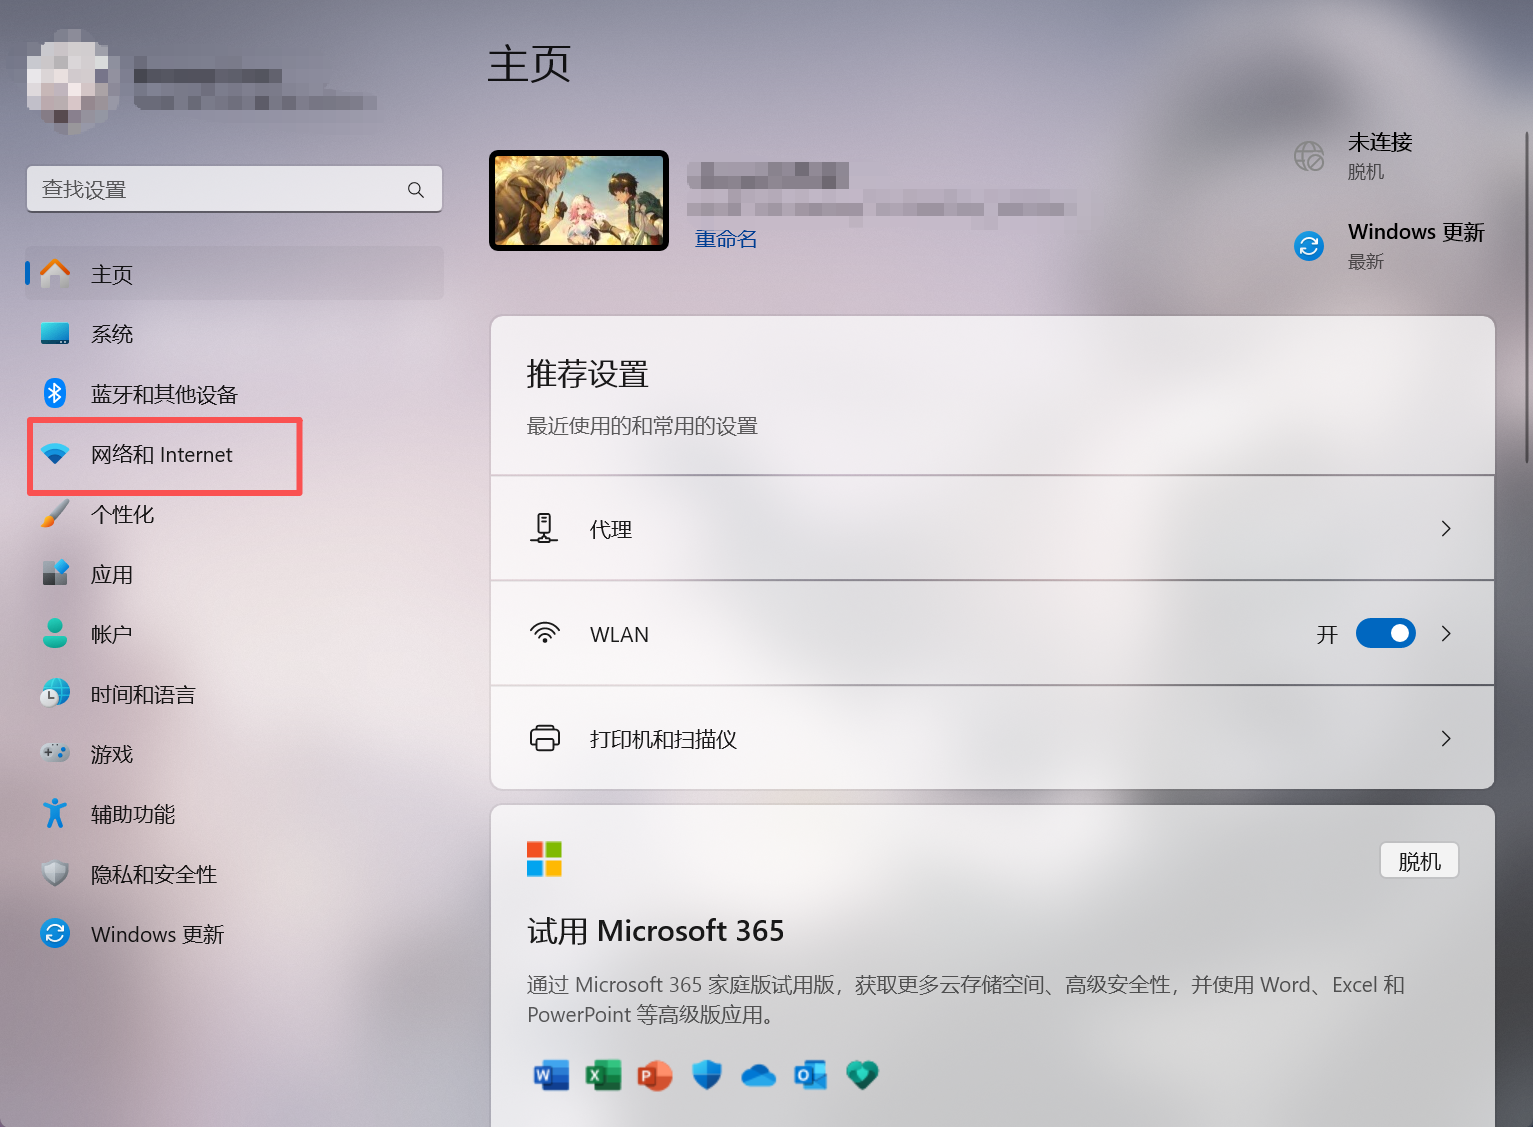 主页
查找设置
主页
系统
蓝牙和其他设备
网络和 Internet
个性化
应用
帐户
时间和语言
游戏
辅助功能
隐私和安全性
Windows 更新
重命名
未连接
脱机
Windows 更新
最新
推荐设置
最近使用的和常用的设置
代理
WLAN
开
打印机和扫描仪
脱机
试用 Microsoft 365
通过 Microsoft 365 家庭版试用版，获取更多云存储空间、高级安全性，并使用 Word、Excel 和
PowerPoint 等高级版应用。